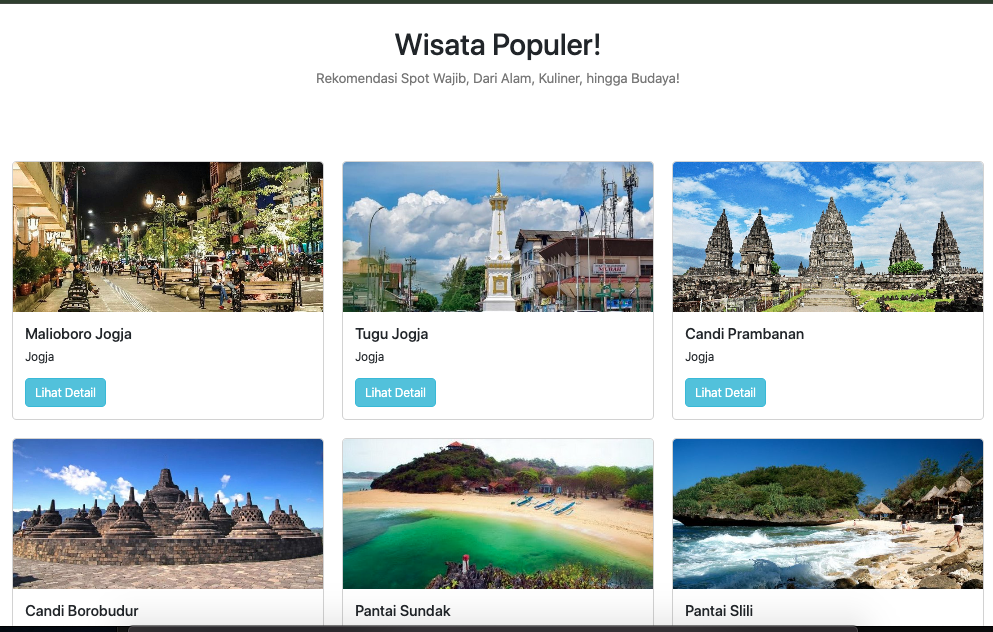 Wisata Populer!
Rekomendasi Spot Wajib, Dari Alam, Kuliner, hingga Budaya!
Malioboro Jogja
Jogja
Lihat Detail
Tugu Jogja
Jogja
Lihat Detail
Candi Prambanan
Jogja
Lihat Detail
Candi Borobudur
Pantai Sundak
Pantai Slili